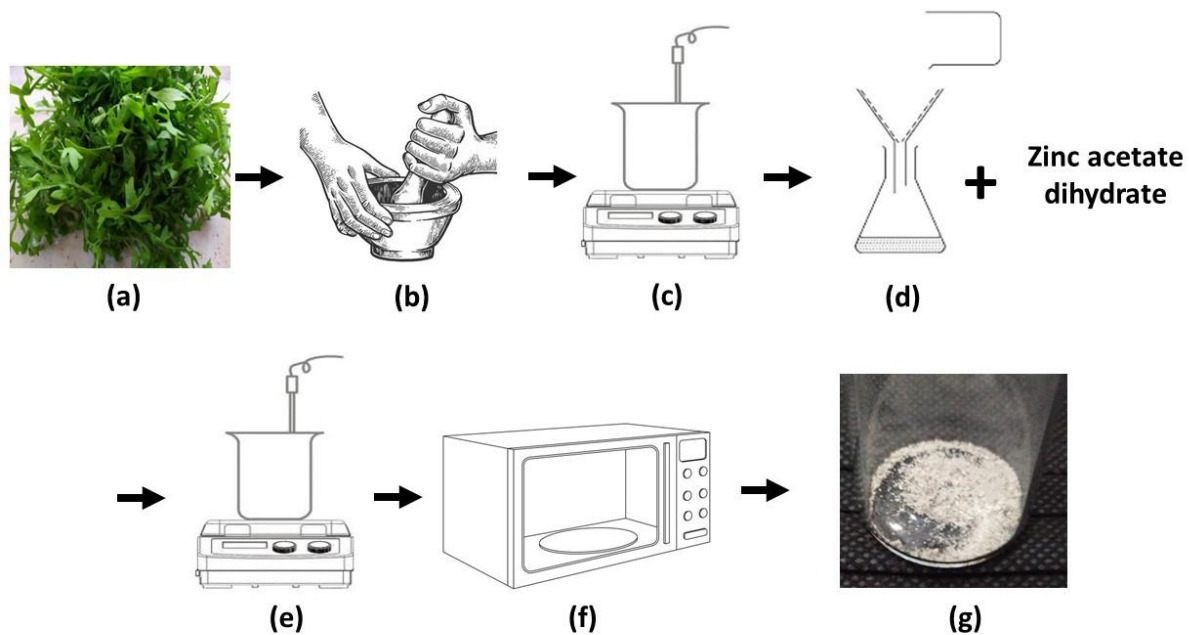 (a)
(b)
(c)
(d)
+
Zinc acetate
dihydrate
(e)
(f)
(g)